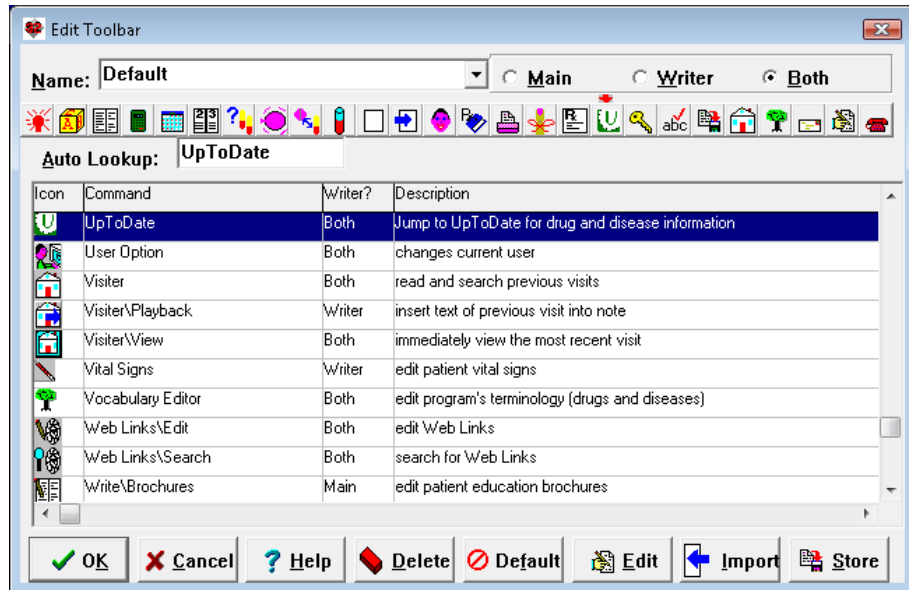 Edit Toolbar
Name: Default Main Writer Both
abc
Auto Lookup: UpToDate
Icon Command Writer? Description
U UpToDate Both Jump to UpToDate for drug and disease information
User Option Both changes current user
Visiter Both read and search previous visits
Visiter\Playback Writer insert text of previous visit into note
Visiter\View Both immediately view the most recent visit
Vital Signs Writer edit patient vital signs
Vocabulary Editor Both edit program's terminology (drugs and diseases)
Web Links\Edit Both edit Web Links
Web Links\Search Both search for Web Links
Write\Brochures Main edit patient education brochures
OK Cancel ? Help Delete Default Edit Import Store